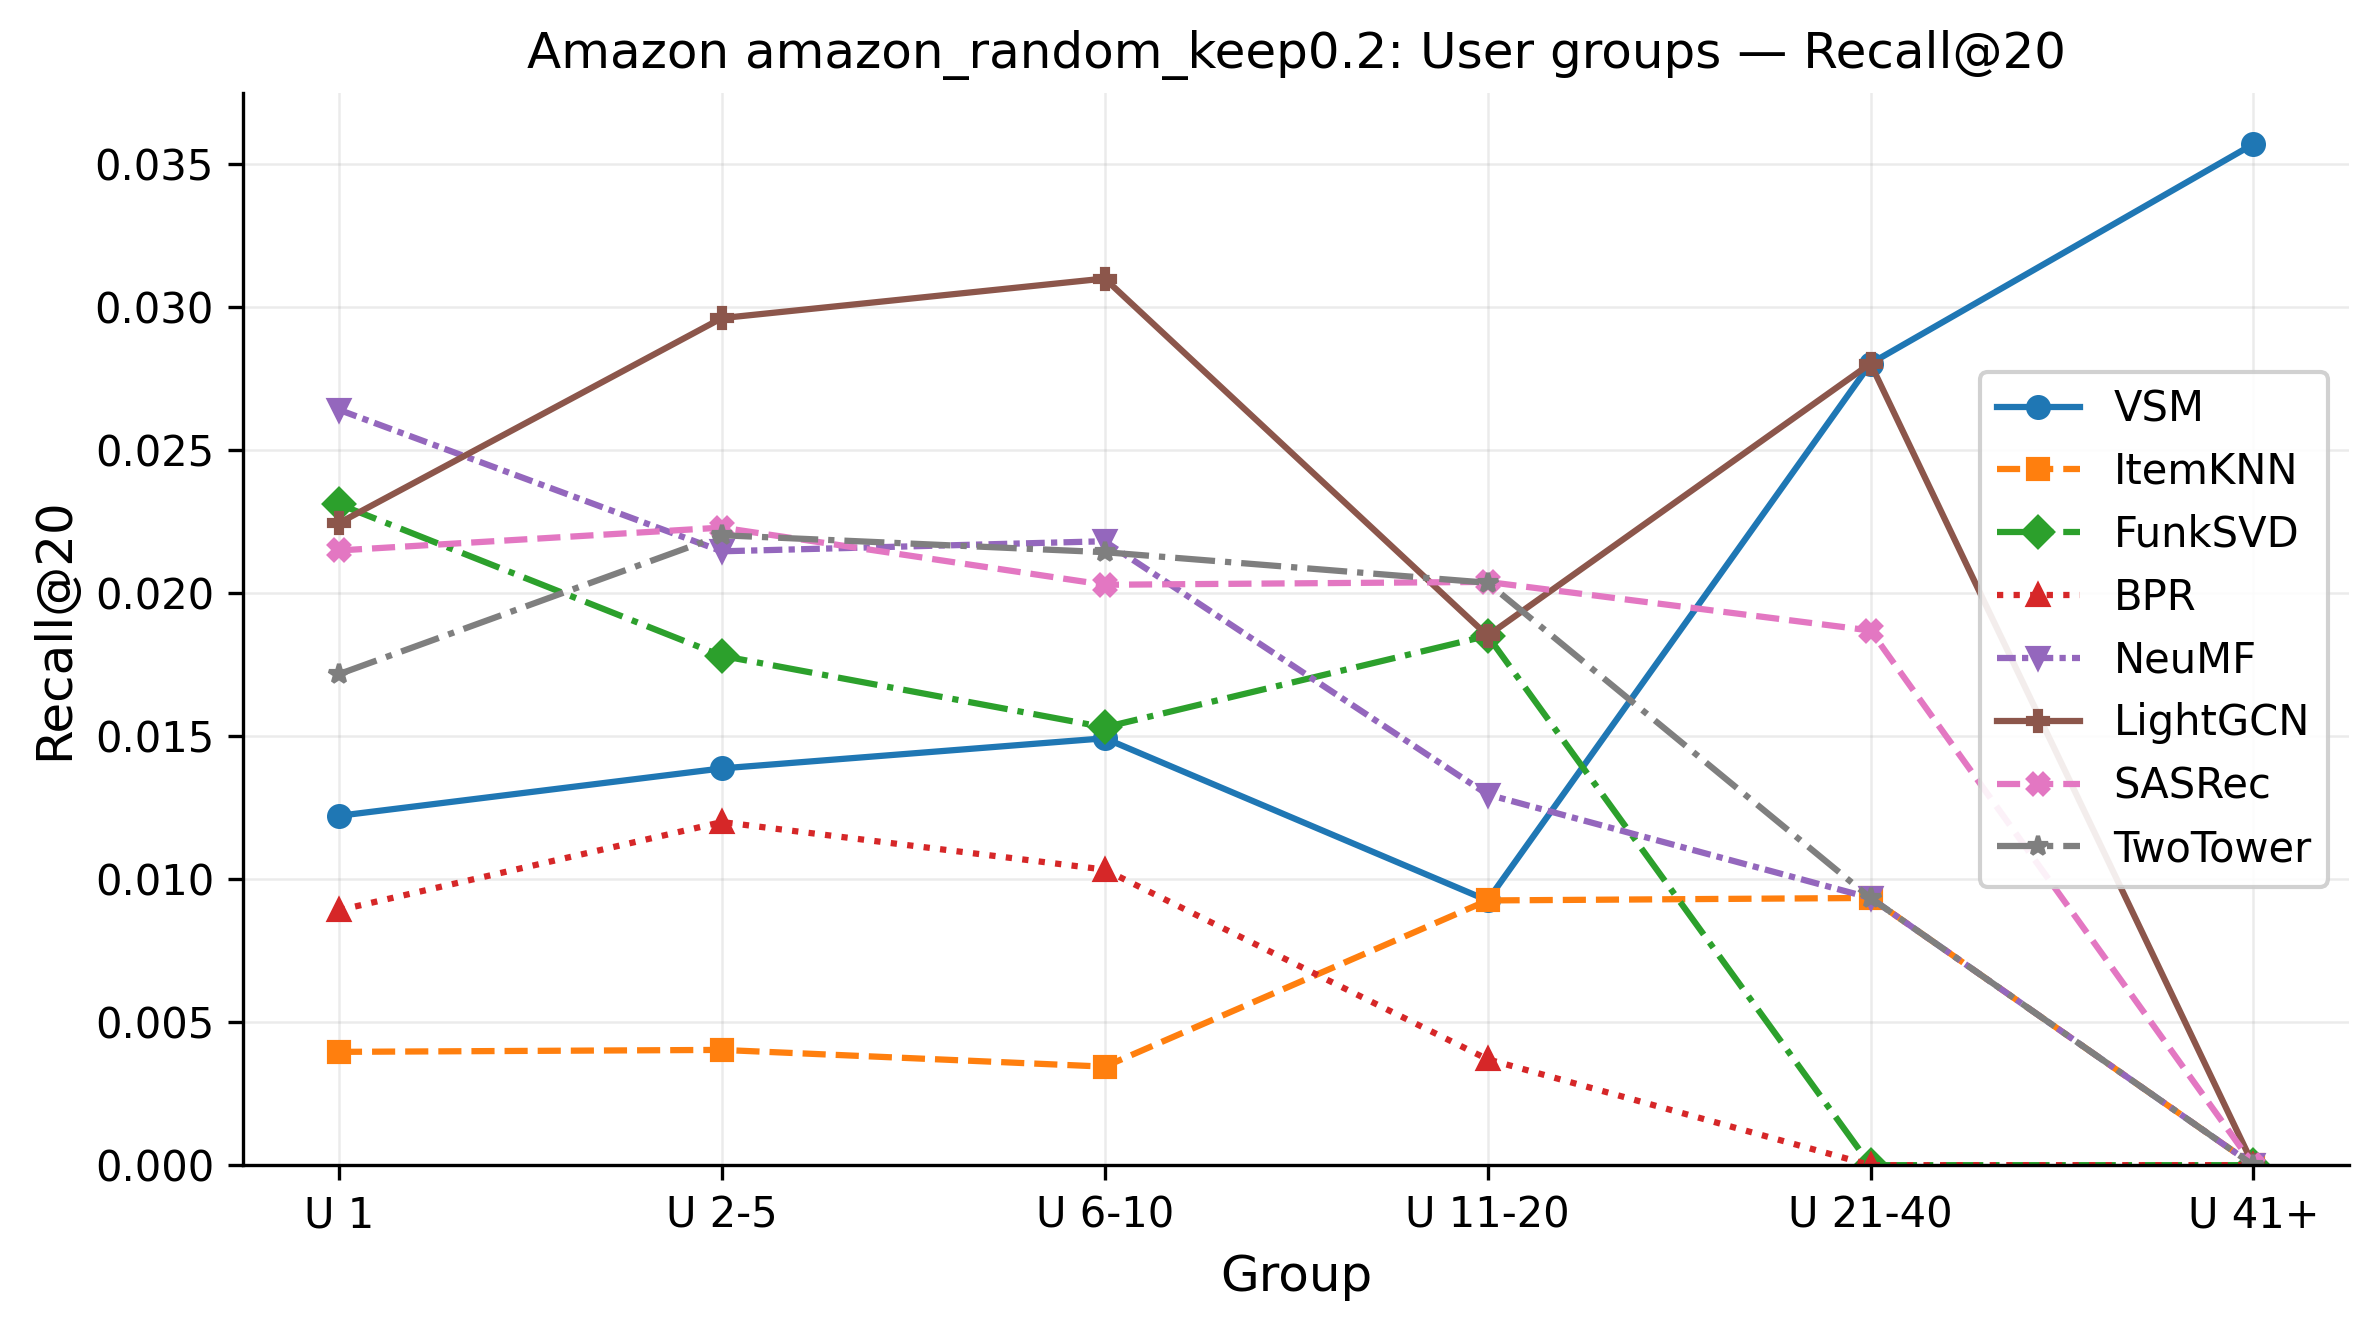 Amazon amazon_random_keep0.2: User groups — Recall@20
Recall@20
0.035
0.030
0.025
0.020
0.015
0.010
0.005
0.000
VSM
ItemKNN
FunkSVD
BPR
NeuMF
LightGCN
SASRec
TwoTower
U 1
U 2-5
U 6-10
U 11-20
U 21-40
U 41+
Group